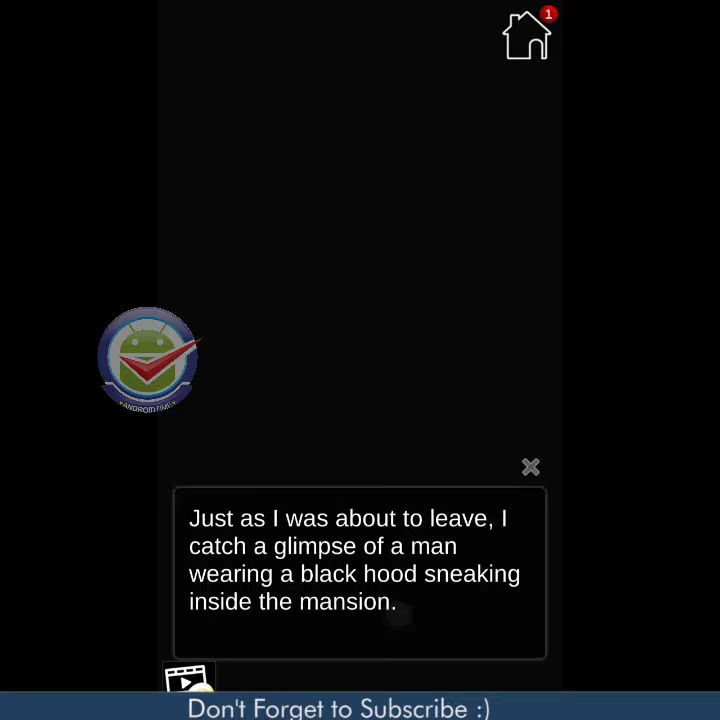 1
Just as I was about to leave, I
catch a glimpse of a man
wearing a black hood sneaking
inside the mansion.
Don't Forget to Subscribe :)